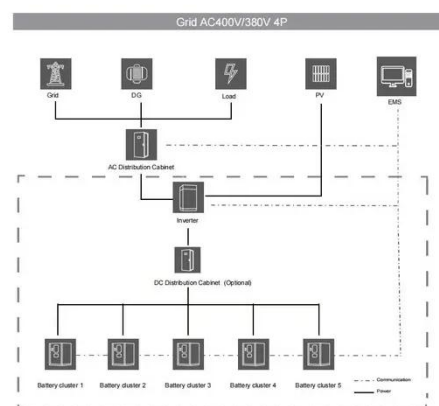 Grid AC400V/380V 4P
Grid
DG
Load
PV
EMS
AC Distribution Cabinet
Inverter
DC Distribution Cabinet (Optional)
Battery cluster 1
Battery cluster 2
Battery cluster 3
Battery cluster 4
Battery cluster 5
Communication
Power